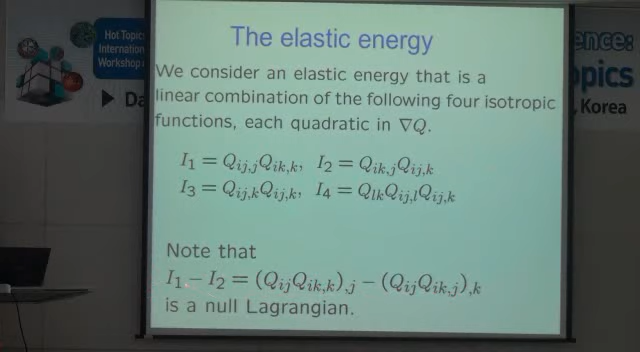 Hot Topic
Internation
Workshop
Da
ence:
opics
, Korea
The elastic energy
We consider an elastic energy that is a
linear combination of the following four isotropic
functions, each quadratic in ∇Q.
I₁ = Q_{ij,j}Q_{ik,k}, I₂ = Q_{ik,j}Q_{ij,k}
I₃ = Q_{ij,k}Q_{ij,k}, I₄ = Q_{lk}Q_{ij,l}Q_{ij,k}
Note that
I₁ − I₂ = (Q_{ij}Q_{ik,k})_{,j} − (Q_{ij}Q_{ik,j})_{,k}
is a null Lagrangian.